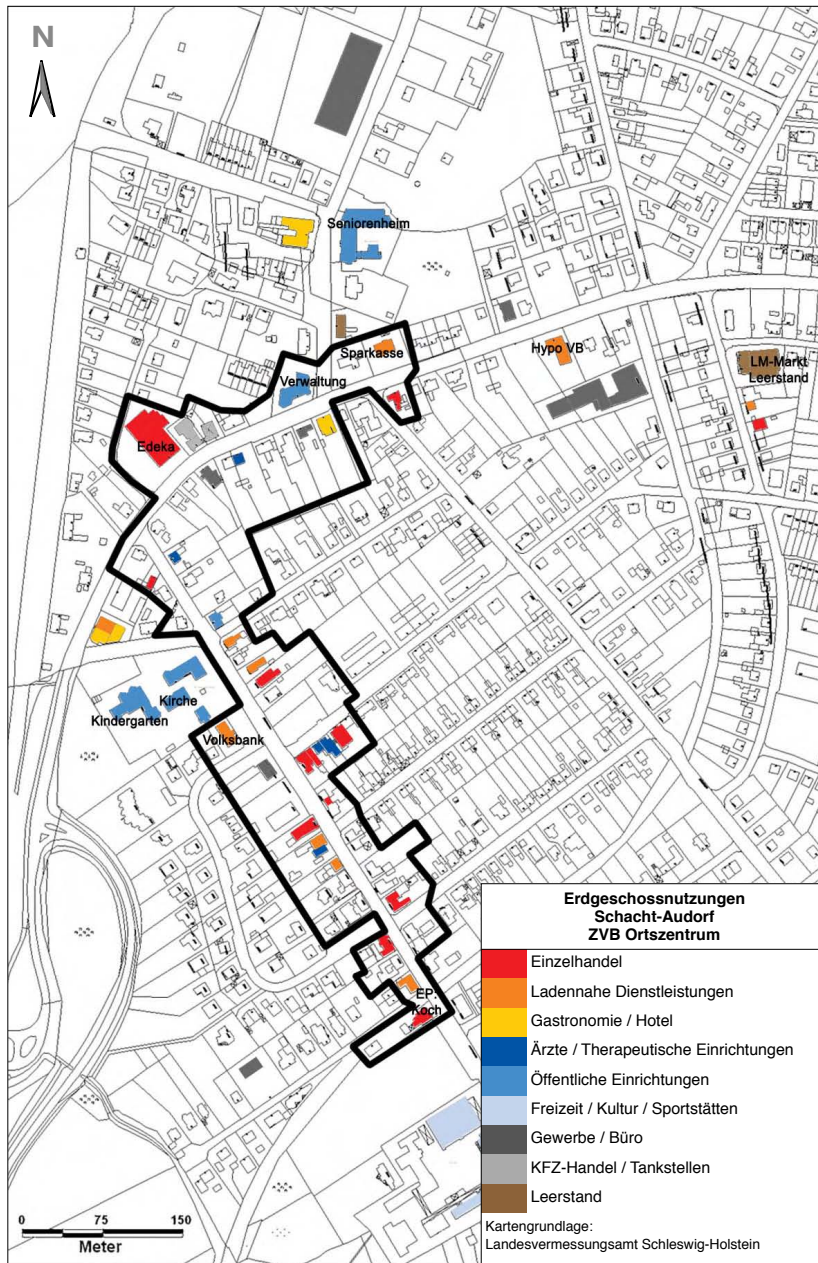 N
Seniorenheim
Sparkasse
Hypo VB
Verwaltung
LM-Markt
Leerstand
Edeka
Kirche
Kindergarten
Volksbank
EP:
Koch
Erdgeschossnutzungen
Schacht-Audorf
ZVB Ortszentrum
Einzelhandel
Ladennahe Dienstleistungen
Gastronomie / Hotel
Ärzte / Therapeutische Einrichtungen
Öffentliche Einrichtungen
Freizeit / Kultur / Sportstätten
Gewerbe / Büro
KFZ-Handel / Tankstellen
Leerstand
Kartengrundlage:
Landesvermessungsamt Schleswig-Holstein
0 75 150
Meter